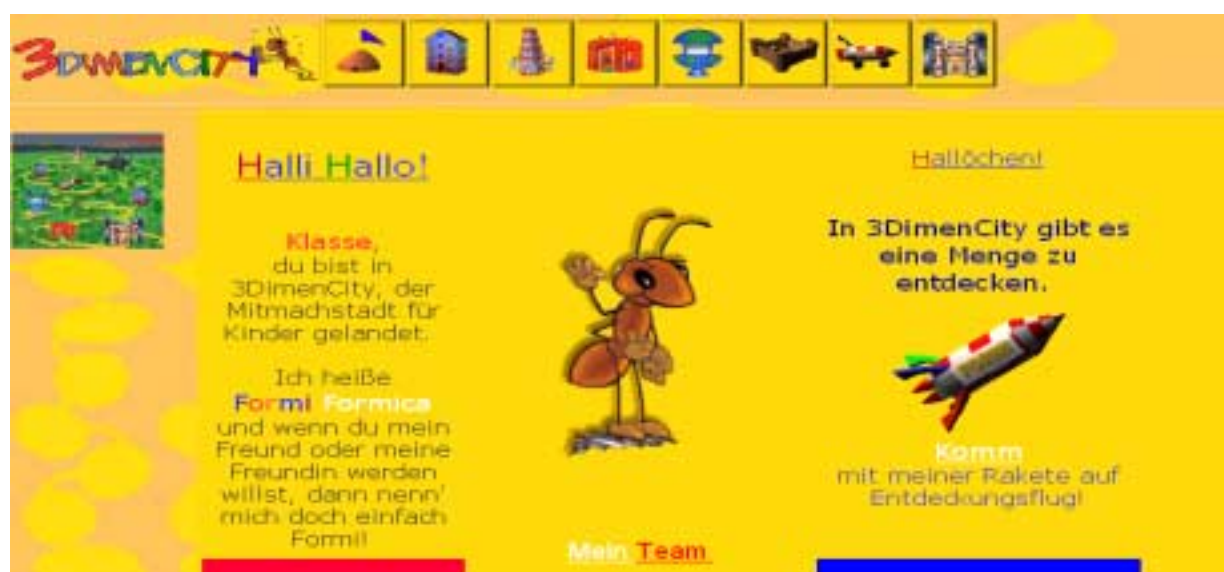 3DIMENCITY
Halli Hallo!
Klasse,
du bist in
3DimenCity, der
Mitmachstadt für
Kinder gelandet.
Ich heiße
Formi Formica
und wenn du mein
Freund oder meine
Freundin werden
willst, dann nenn'
mich doch einfach
Formi!
Mein Team
Hallöchen!
In 3DimenCity gibt es
eine Menge zu
entdecken.
Komm
mit meiner Rakete auf
Entdeckungsflug!